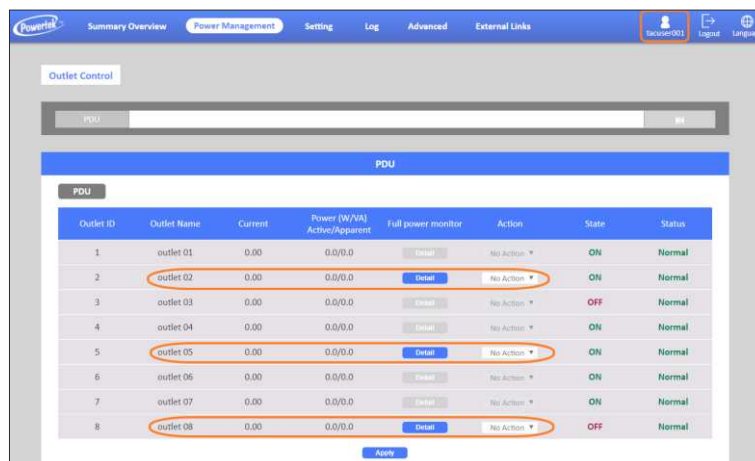 Powertek Summary Overview Power Management Setting Log Advanced External Links tacuser001 Logout Langua
Outlet Control
PDU
PDU
PDU
Outlet ID Outlet Name Current Power (W/VA) Active/Apparent Full power monitor Action State Status
1 outlet 01 0.00 0.0/0.0 Detail No Action ON Normal
2 outlet 02 0.00 0.0/0.0 Detail No Action ON Normal
3 outlet 03 0.00 0.0/0.0 Detail No Action OFF Normal
4 outlet 04 0.00 0.0/0.0 Detail No Action ON Normal
5 outlet 05 0.00 0.0/0.0 Detail No Action ON Normal
6 outlet 06 0.00 0.0/0.0 Detail No Action ON Normal
7 outlet 07 0.00 0.0/0.0 Detail No Action ON Normal
8 outlet 08 0.00 0.0/0.0 Detail No Action OFF Normal
Apply